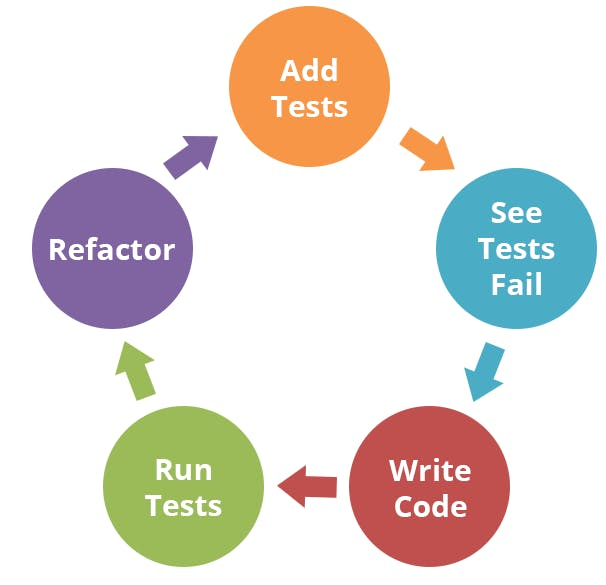 Add
Tests
See
Tests
Fail
Write
Code
Run
Tests
Refactor